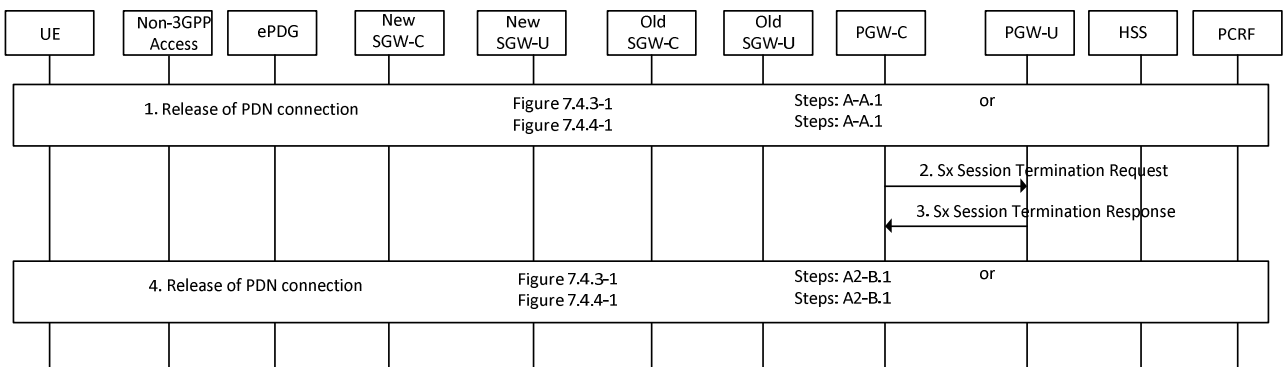 UE
Non-3GPP
Access
ePDG
New
SGW-C
New
SGW-U
Old
SGW-C
Old
SGW-U
PGW-C
PGW-U
HSS
PCRF
1. Release of PDN connection
Figure 7.4.3-1
Steps: A-A.1
or
Figure 7.4.4-1
Steps: A-A.1
2. Sx Session Termination Request
3. Sx Session Termination Response
4. Release of PDN connection
Figure 7.4.3-1
Steps: A2-B.1
or
Figure 7.4.4-1
Steps: A2-B.1